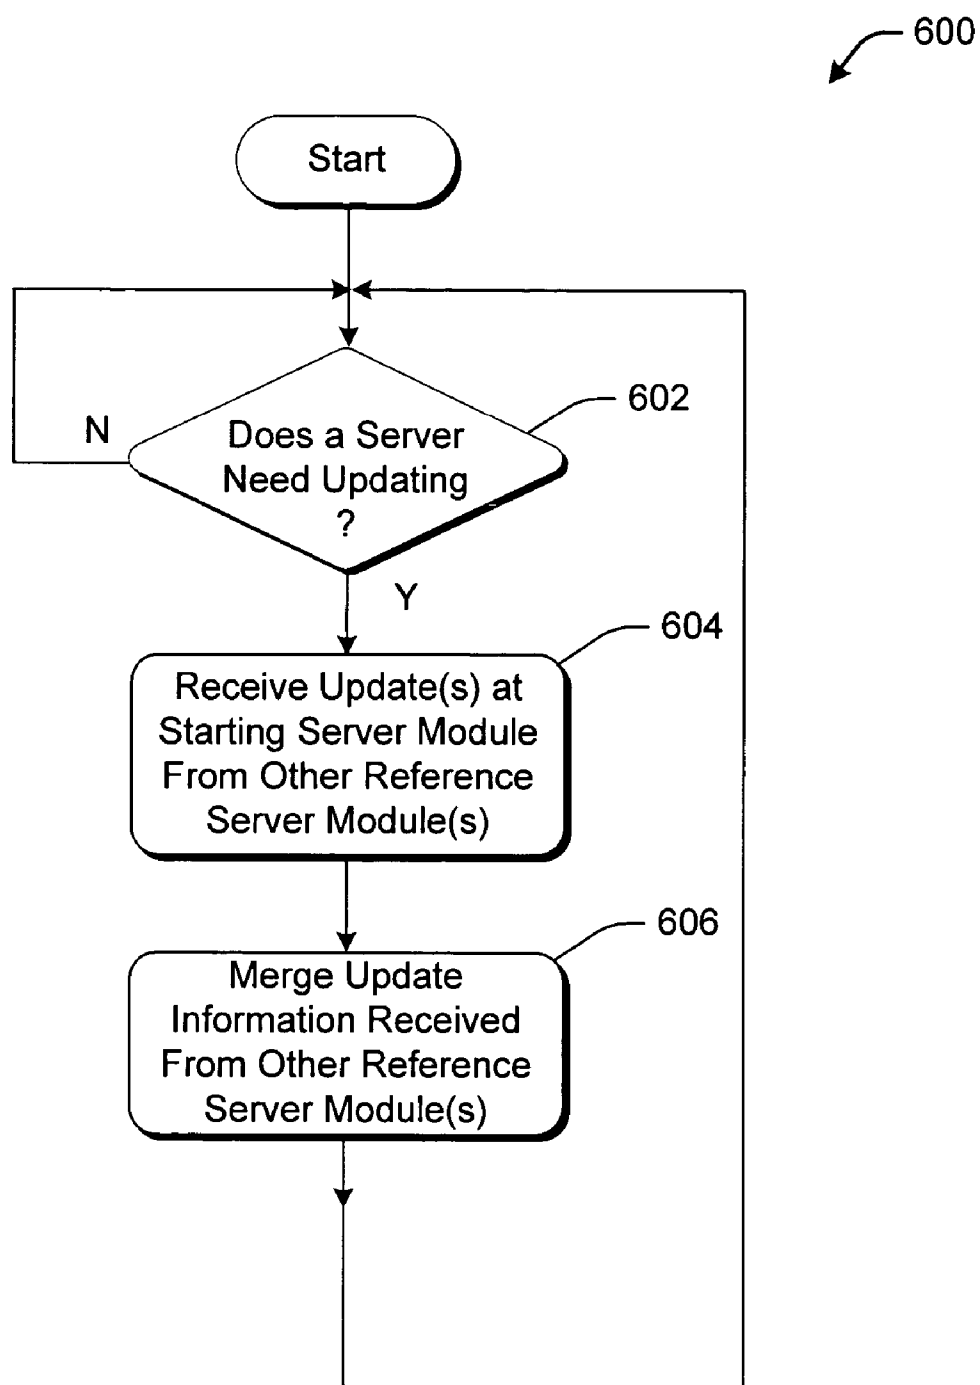 600
Start
602
N
Does a Server
Need Updating
?
Y
604
Receive Update(s) at
Starting Server Module
From Other Reference
Server Module(s)
606
Merge Update
Information Received
From Other Reference
Server Module(s)